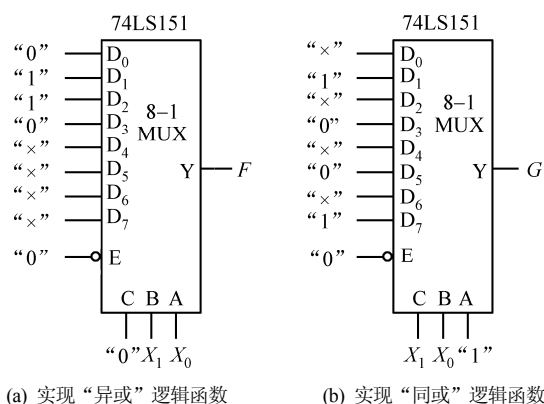 74LS151
“0” D0
“1” D1
“1” D2
“0” D3
“×” D4
“×” D5
“×” D6
“×” D7
8–1
MUX
Y F
“0” E
C B A
“0” X1 X0
(a) 实现“异或”逻辑函数
74LS151
“×” D0
“1” D1
“×” D2
“0” D3
“×” D4
“0” D5
“×” D6
“1” D7
8–1
MUX
Y G
“0” E
C B A
X1 X0 “1”
(b) 实现“同或”逻辑函数